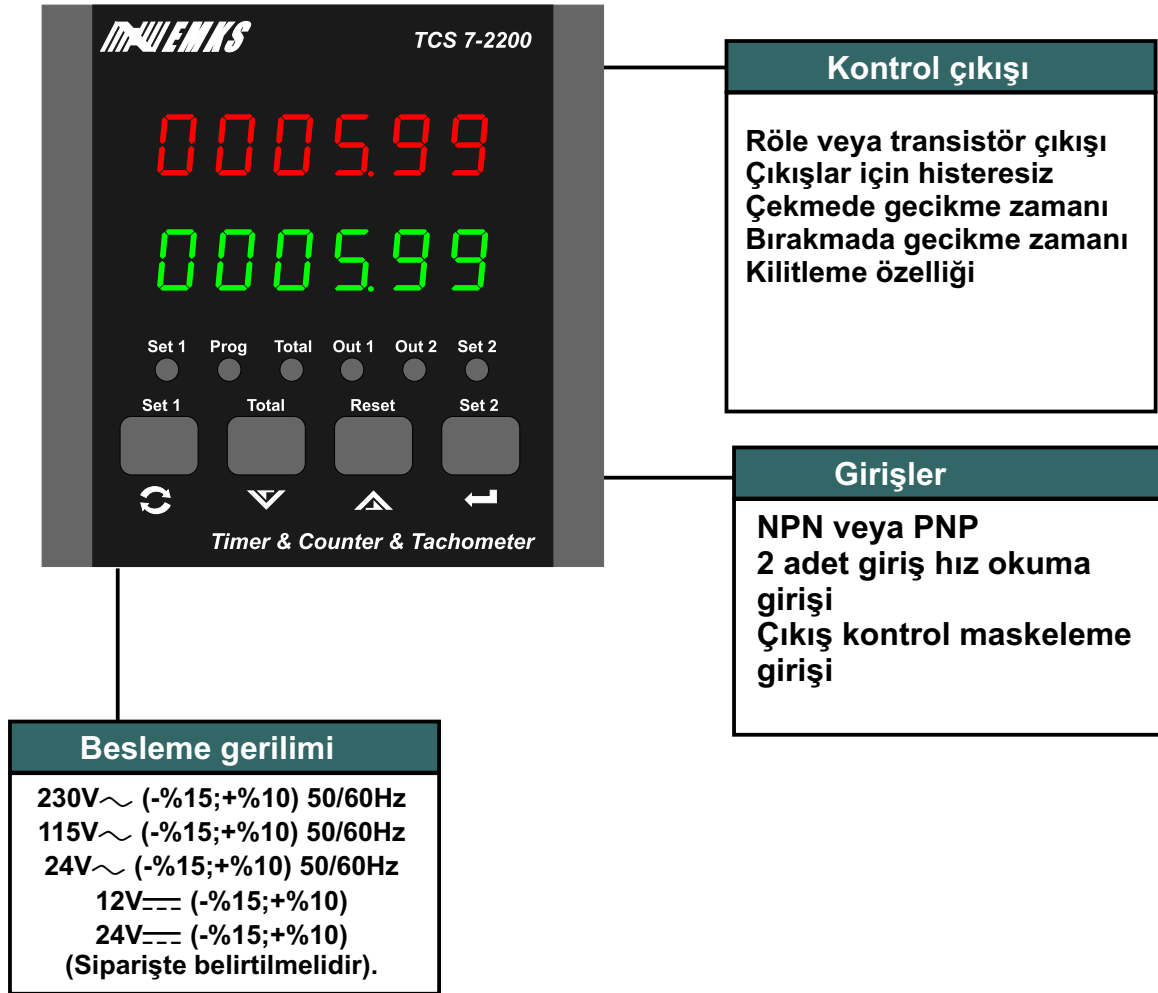 EMKS
TCS 7-2200
0005.99
0005.99
Set 1 Prog Total Out 1 Out 2 Set 2
Set 1 Total Reset Set 2
Timer & Counter & Tachometer
Kontrol çıkışı
Röle veya transistör çıkışı
Çıkışlar için histeresiz
Çekmede gecikme zamanı
Bırakmada gecikme zamanı
Kilitleme özelliği
Girişler
NPN veya PNP
2 adet giriş hız okuma
girişi
Çıkış kontrol maskeleme
girişi
Besleme gerilimi
230V～ (-%15;+%10) 50/60Hz
115V～ (-%15;+%10) 50/60Hz
24V～ (-%15;+%10) 50/60Hz
12V⎓ (-%15;+%10)
24V⎓ (-%15;+%10)
(Siparişte belirtilmelidir).